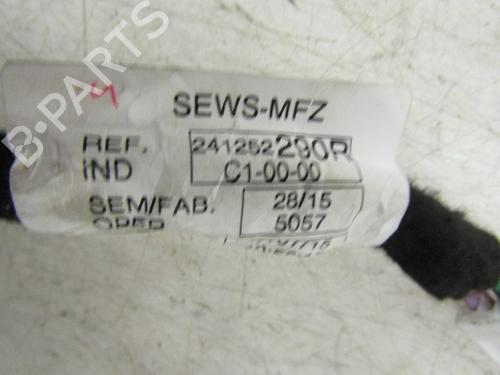 B-PARTS
SEWS-MFZ
REF. 241252290R
IND C1-00-00
SEM/FAB. 28/15
OPER 5057